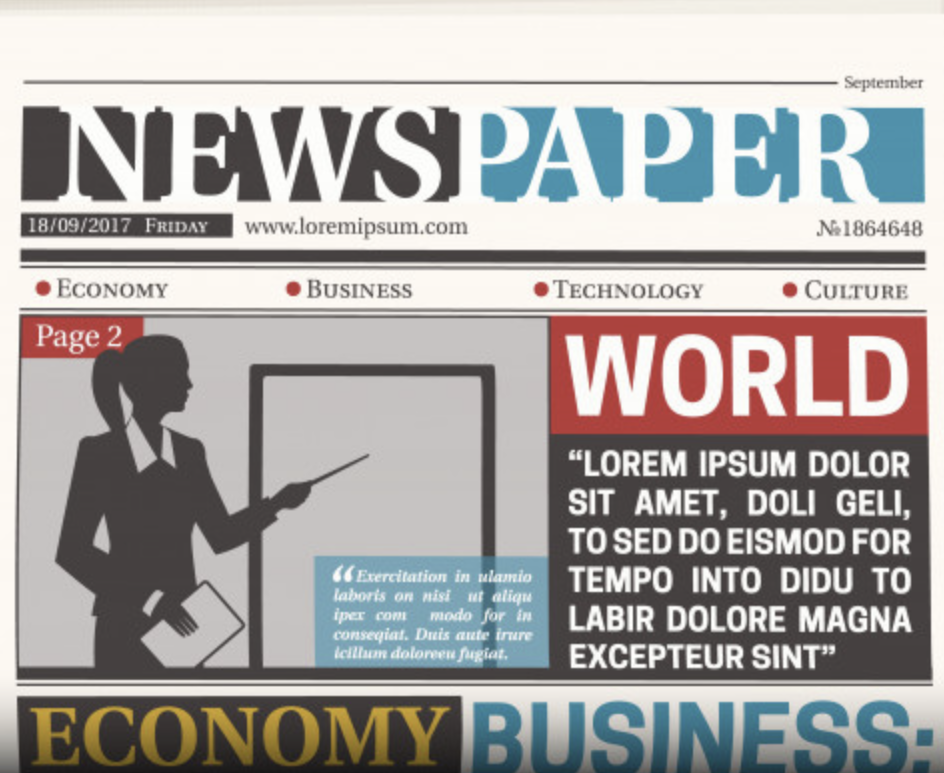 September
NEWSPAPER
18/09/2017 FRIDAY www.loremipsum.com №1864648
ECONOMY BUSINESS TECHNOLOGY CULTURE
Page 2
“Exercitation in ulamio
laboris on nisi ut aliqu
ipex com modo for in
conseqiat. Duis aute irure
icillum doloreeu fugiat.
WORLD
“LOREM IPSUM DOLOR
SIT AMET, DOLI GELI,
TO SED DO EISMOD FOR
TEMPO INTO DIDU TO
LABIR DOLORE MAGNA
EXCEPTEUR SINT”
ECONOMY BUSINESS: